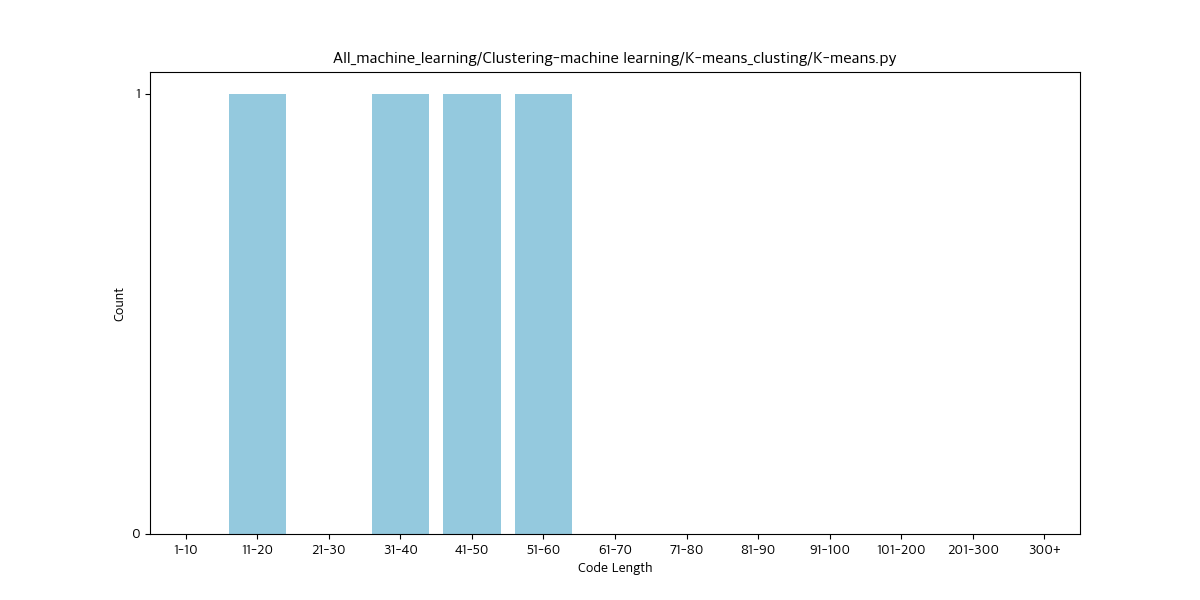 All_machine_learning/Clustering-machine learning/K-means_clusting/K-means.py
1
Count
0
1-10 11-20 21-30 31-40 41-50 51-60 61-70 71-80 81-90 91-100 101-200 201-300 300+
Code Length